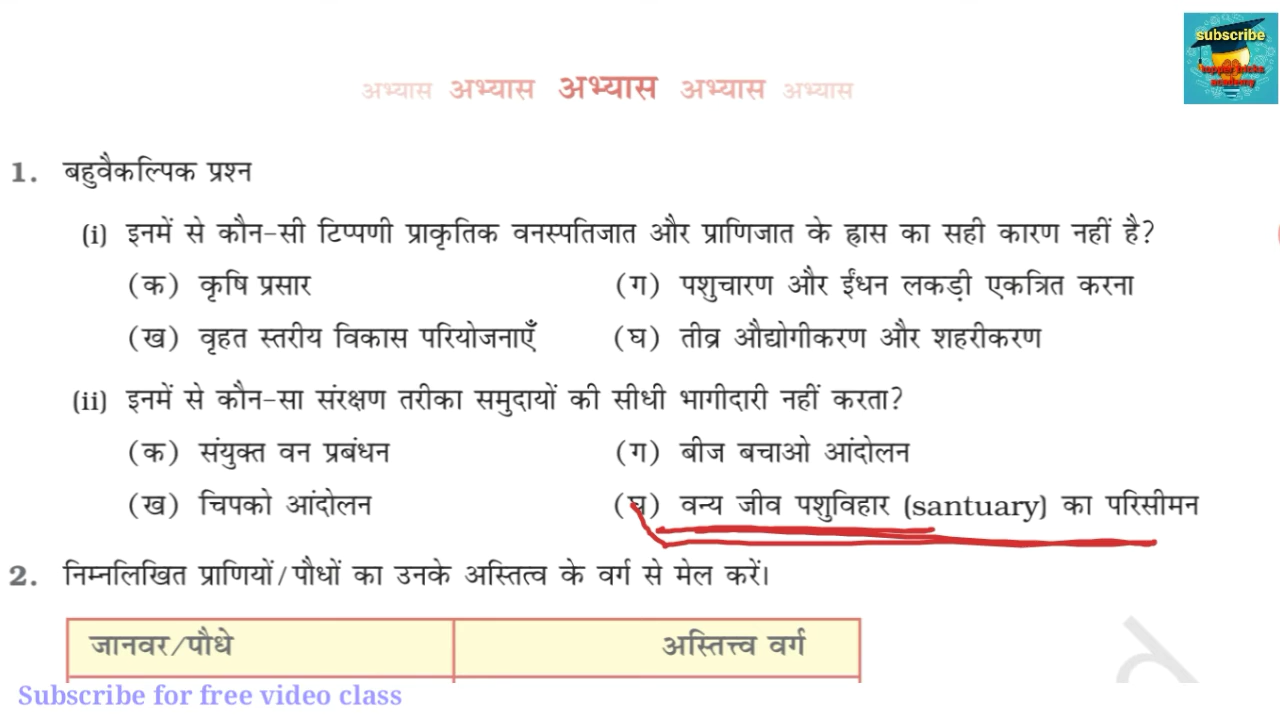 subscribe
topper tricks
academy
अभ्यास अभ्यास अभ्यास अभ्यास अभ्यास
1. बहुवैकल्पिक प्रश्न
(i) इनमें से कौन-सी टिप्पणी प्राकृतिक वनस्पतिजात और प्राणिजात के ह्रास का सही कारण नहीं है?
(क) कृषि प्रसार (ग) पशुचारण और ईंधन लकड़ी एकत्रित करना
(ख) वृहत स्तरीय विकास परियोजनाएँ (घ) तीव्र औद्योगीकरण और शहरीकरण
(ii) इनमें से कौन-सा संरक्षण तरीका समुदायों की सीधी भागीदारी नहीं करता?
(क) संयुक्त वन प्रबंधन (ग) बीज बचाओ आंदोलन
(ख) चिपको आंदोलन (घ) वन्य जीव पशुविहार (santuary) का परिसीमन
2. निम्नलिखित प्राणियों/पौधों का उनके अस्तित्व के वर्ग से मेल करें।
जानवर/पौधे अस्तित्त्व वर्ग
Subscribe for free video class